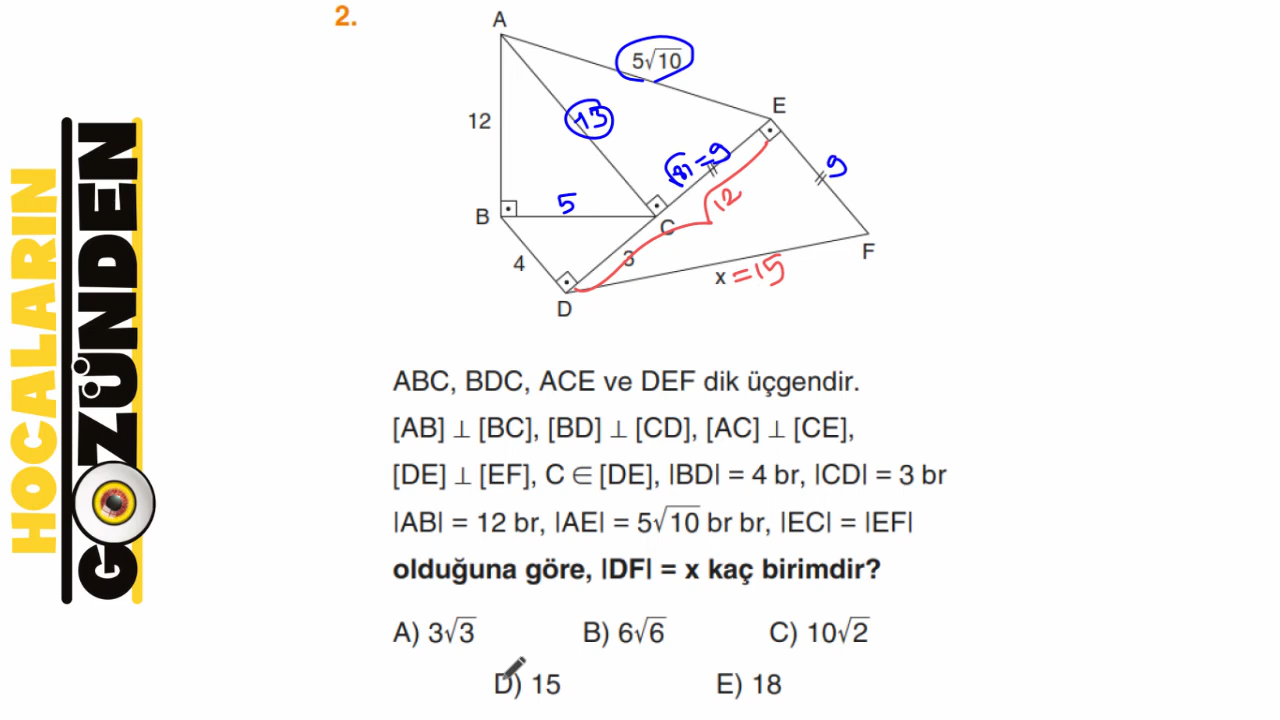 HOCALARIN
GÖZÜNDEN
2.
A
5√10
E
12
13
√81 = 9
9
B
5
C
12
F
4
3
x = 15
D
ABC, BDC, ACE ve DEF dik üçgendir.
[AB] ⊥ [BC], [BD] ⊥ [CD], [AC] ⊥ [CE],
[DE] ⊥ [EF], C ∈ [DE], |BD| = 4 br, |CD| = 3 br
|AB| = 12 br, |AE| = 5√10 br br, |EC| = |EF|
olduğuna göre, |DF| = x kaç birimdir?
A) 3√3 B) 6√6 C) 10√2
D) 15 E) 18